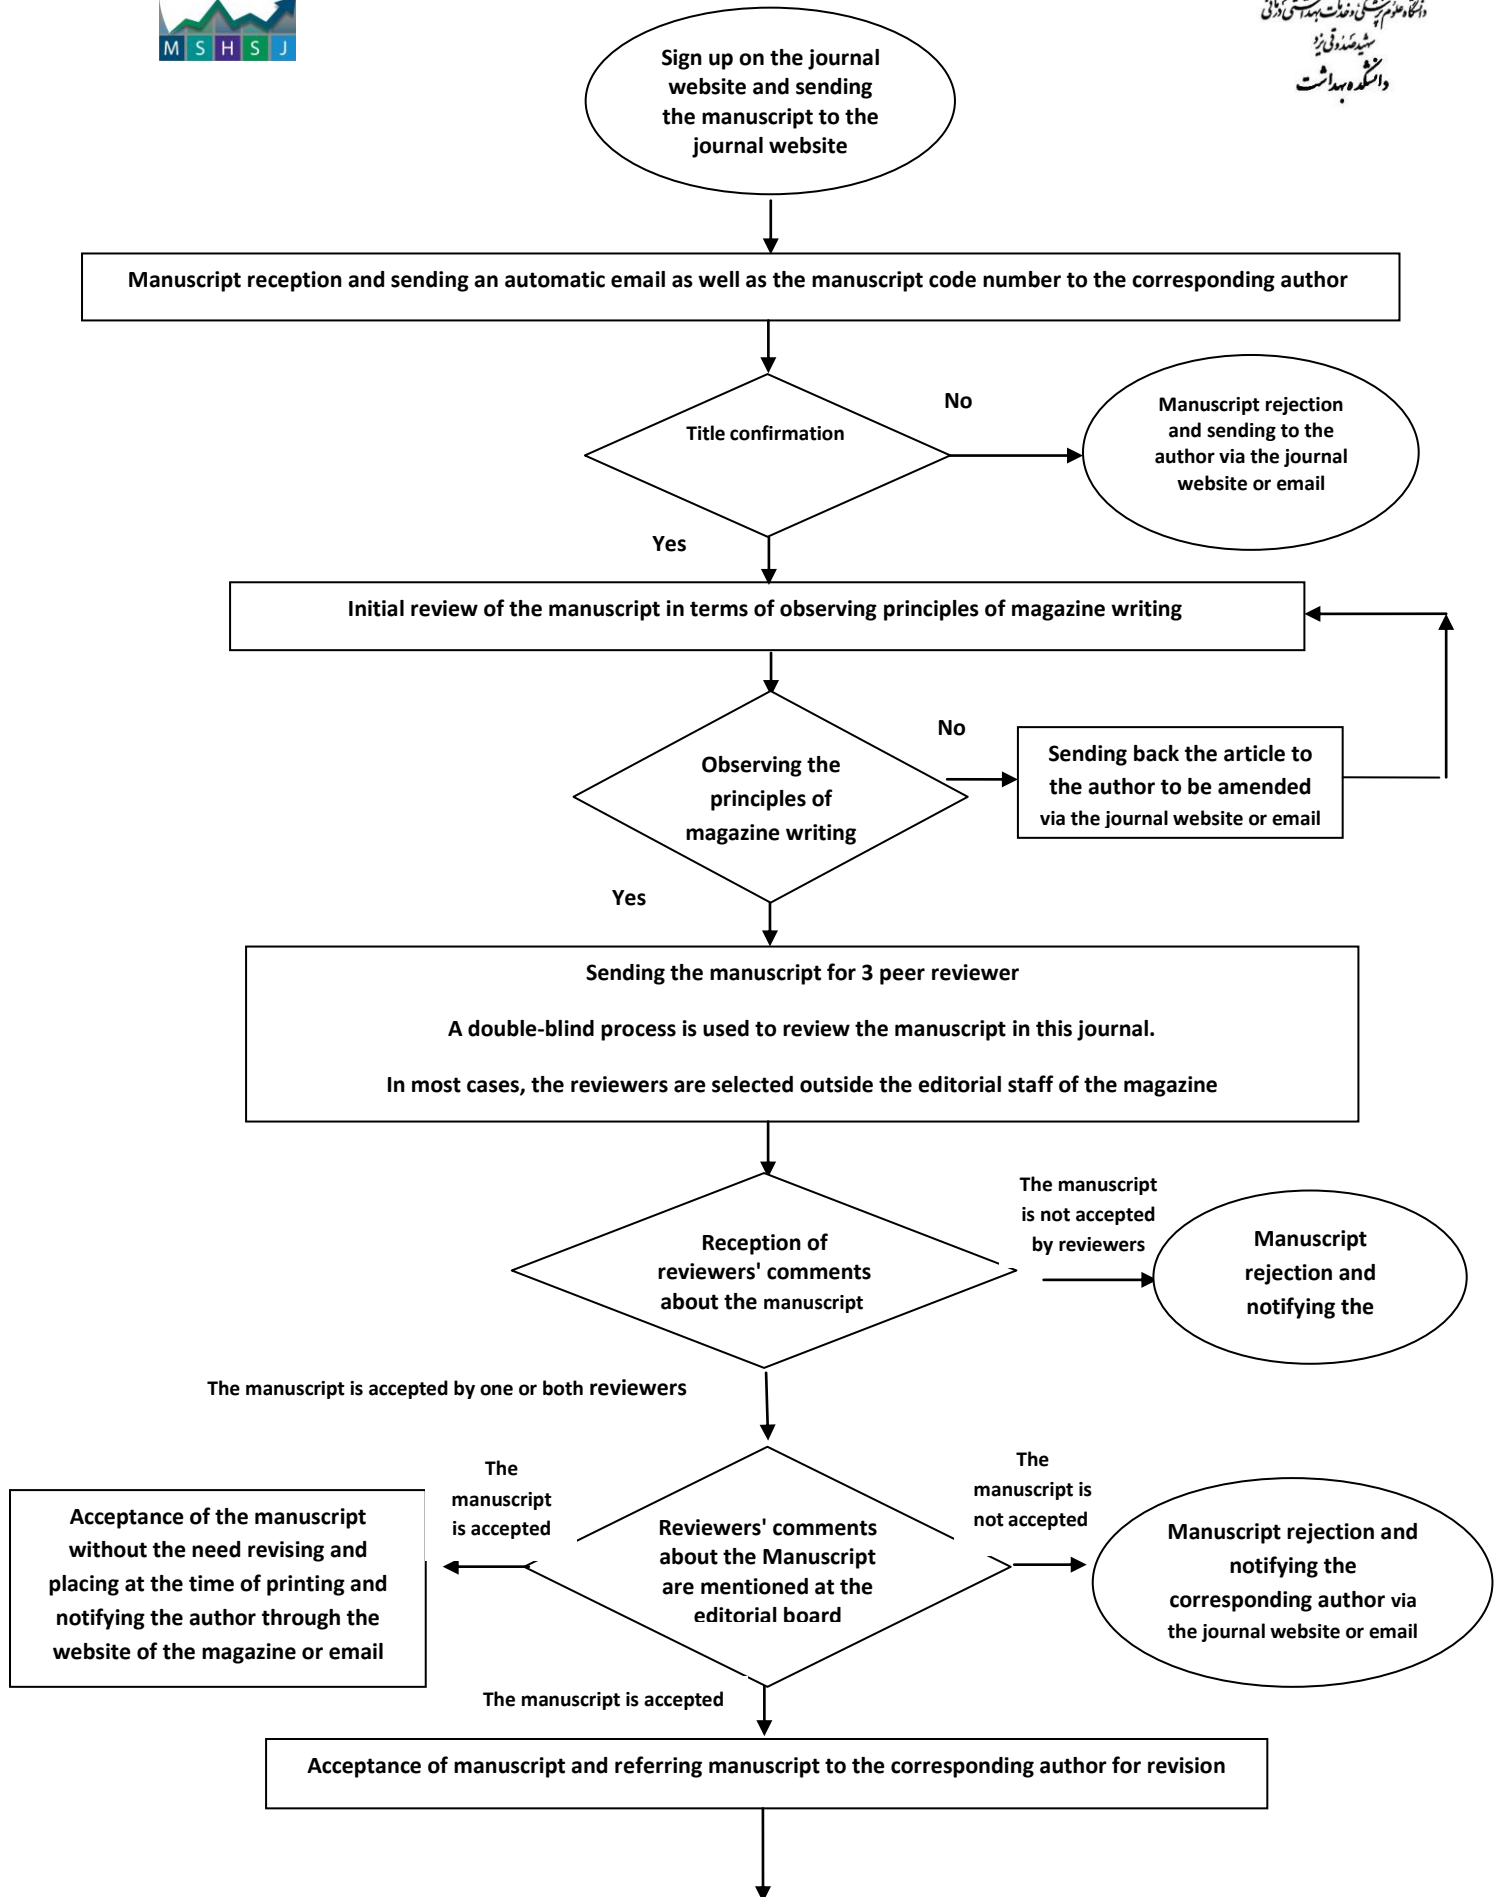 MSHSJ
دانشگاه علوم پزشکی و خدمات بهداشتی درمانی
شهید صدوقی یزد
دانشکده بهداشت
Sign up on the journal
website and sending
the manuscript to the
journal website
Manuscript reception and sending an automatic email as well as the manuscript code number to the corresponding author
Title confirmation
No
Manuscript rejection
and sending to the
author via the journal
website or email
Yes
Initial review of the manuscript in terms of observing principles of magazine writing
Observing the
principles of
magazine writing
No
Sending back the article to
the author to be amended
via the journal website or email
Yes
Sending the manuscript for 3 peer reviewer
A double-blind process is used to review the manuscript in this journal.
In most cases, the reviewers are selected outside the editorial staff of the magazine
Reception of
reviewers' comments
about the manuscript
The manuscript
is not accepted
by reviewers
Manuscript
rejection and
notifying the
The manuscript is accepted by one or both reviewers
Acceptance of the manuscript
without the need revising and
placing at the time of printing and
notifying the author through the
website of the magazine or email
The
manuscript
is accepted
Reviewers' comments
about the Manuscript
are mentioned at the
editorial board
The
manuscript is
not accepted
Manuscript rejection and
notifying the
corresponding author via
the journal website or email
The manuscript is accepted
Acceptance of manuscript and referring manuscript to the corresponding author for revision